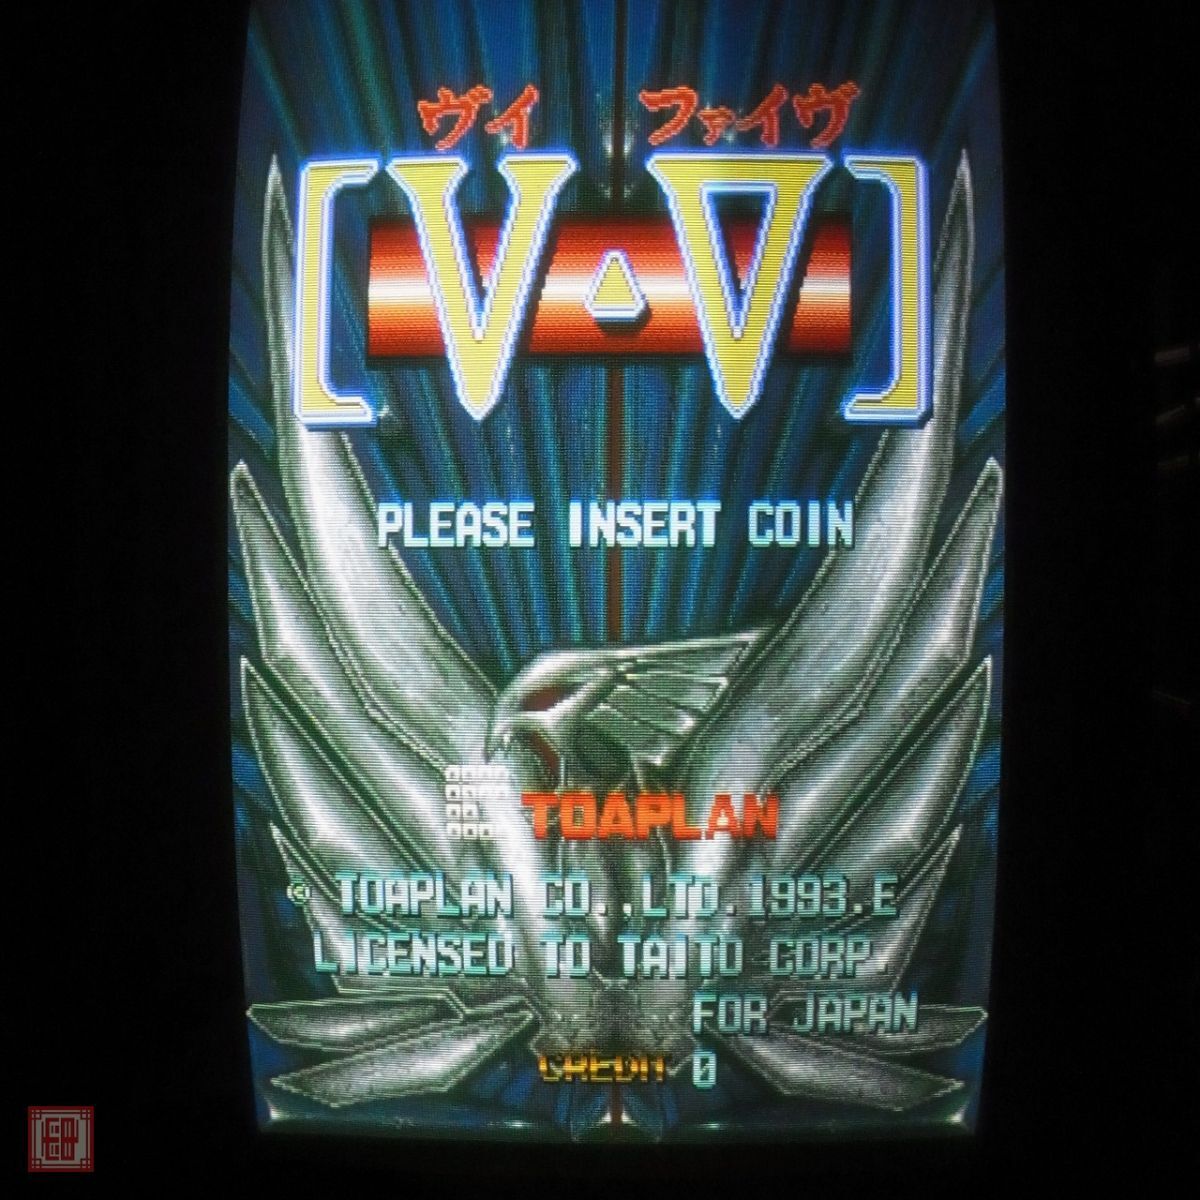 ヴイ ファイヴ
[V・V]
PLEASE INSERT COIN
TOAPLAN
© TOAPLAN CO., LTD. 1993. E
LICENSED TO TAITO CORP.
FOR JAPAN
CREDIT 0